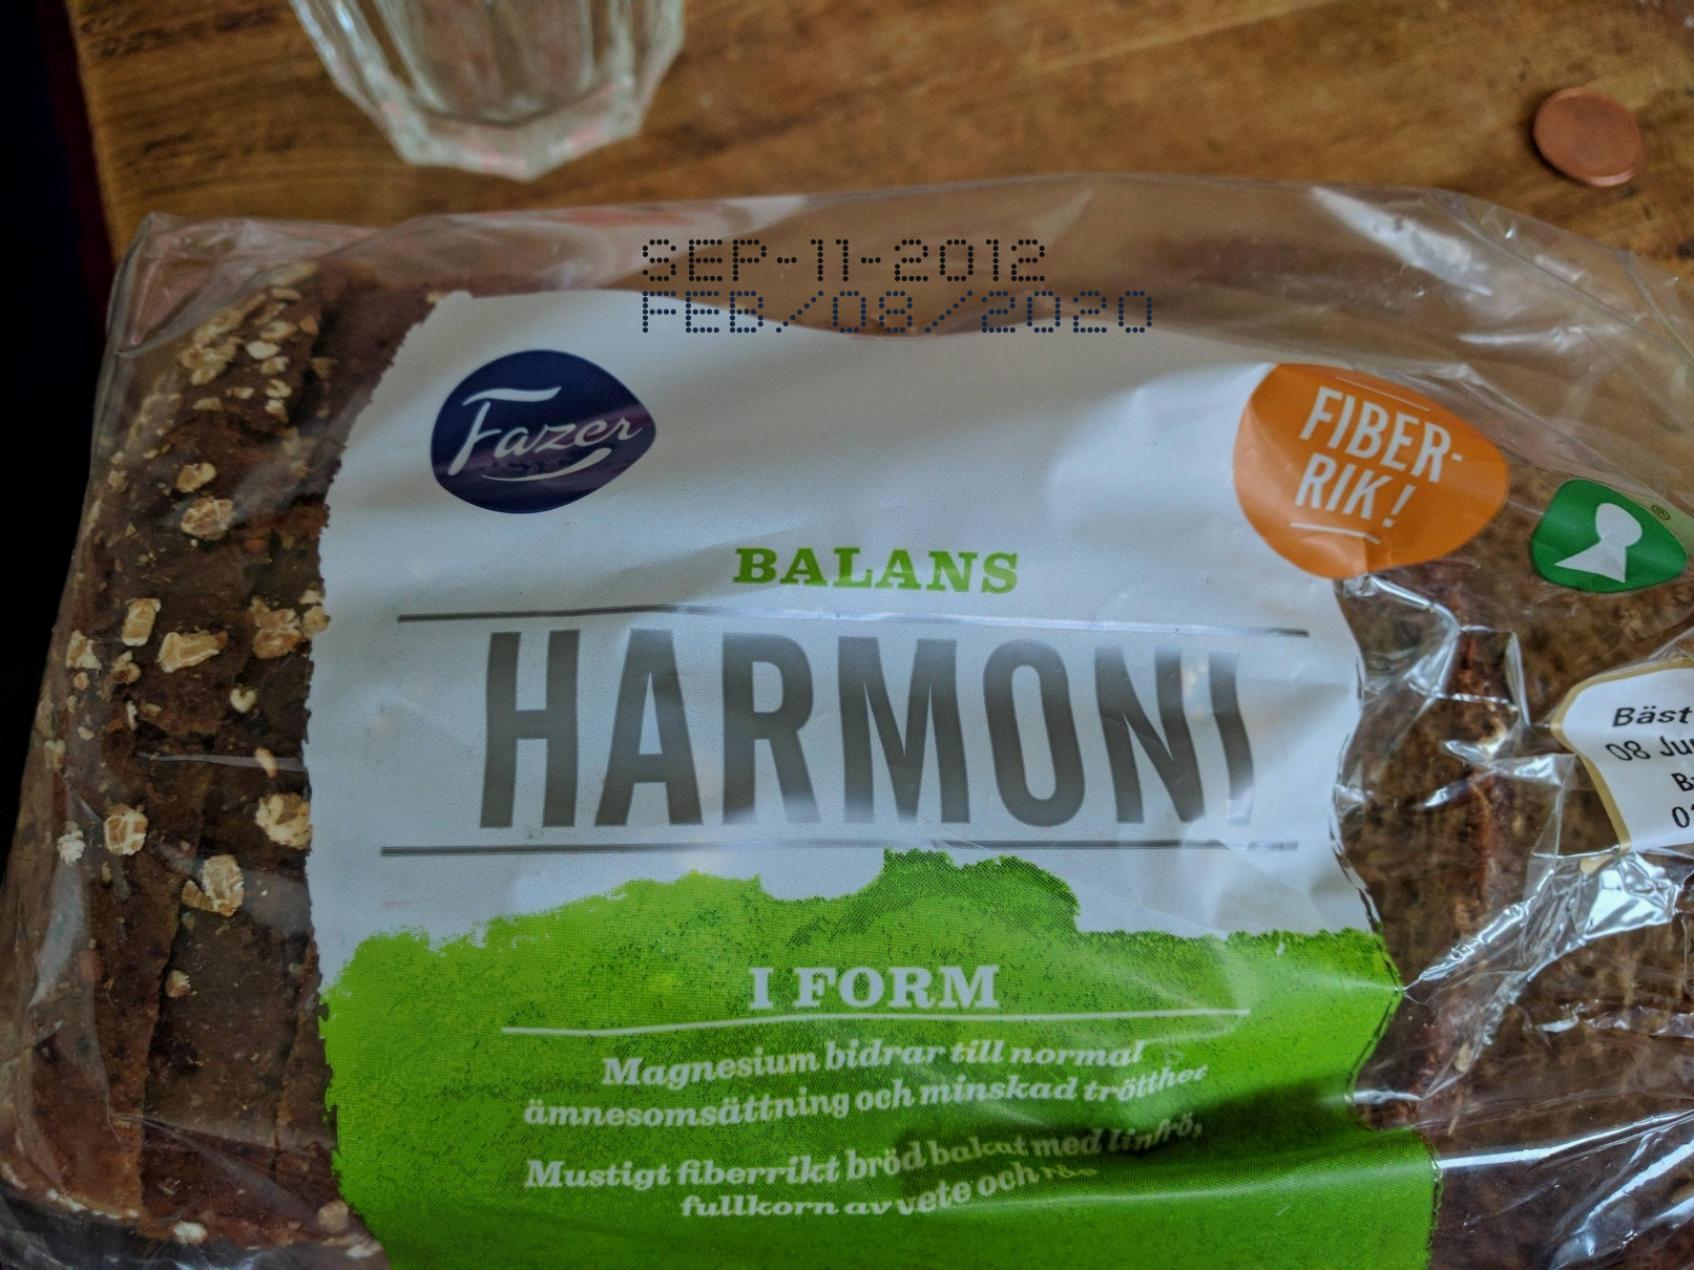 SEP-11-2012
FEB./08./2020
Fazer
FIBER-
RIK!
BALANS
HARMONI
Bäst
08
I FORM
Magnesium bidrar till normal
ämnesomsättning och minskad trötthet
Mustigt fiberrikt bröd bakat med linfrö,
fullkorn av vete och